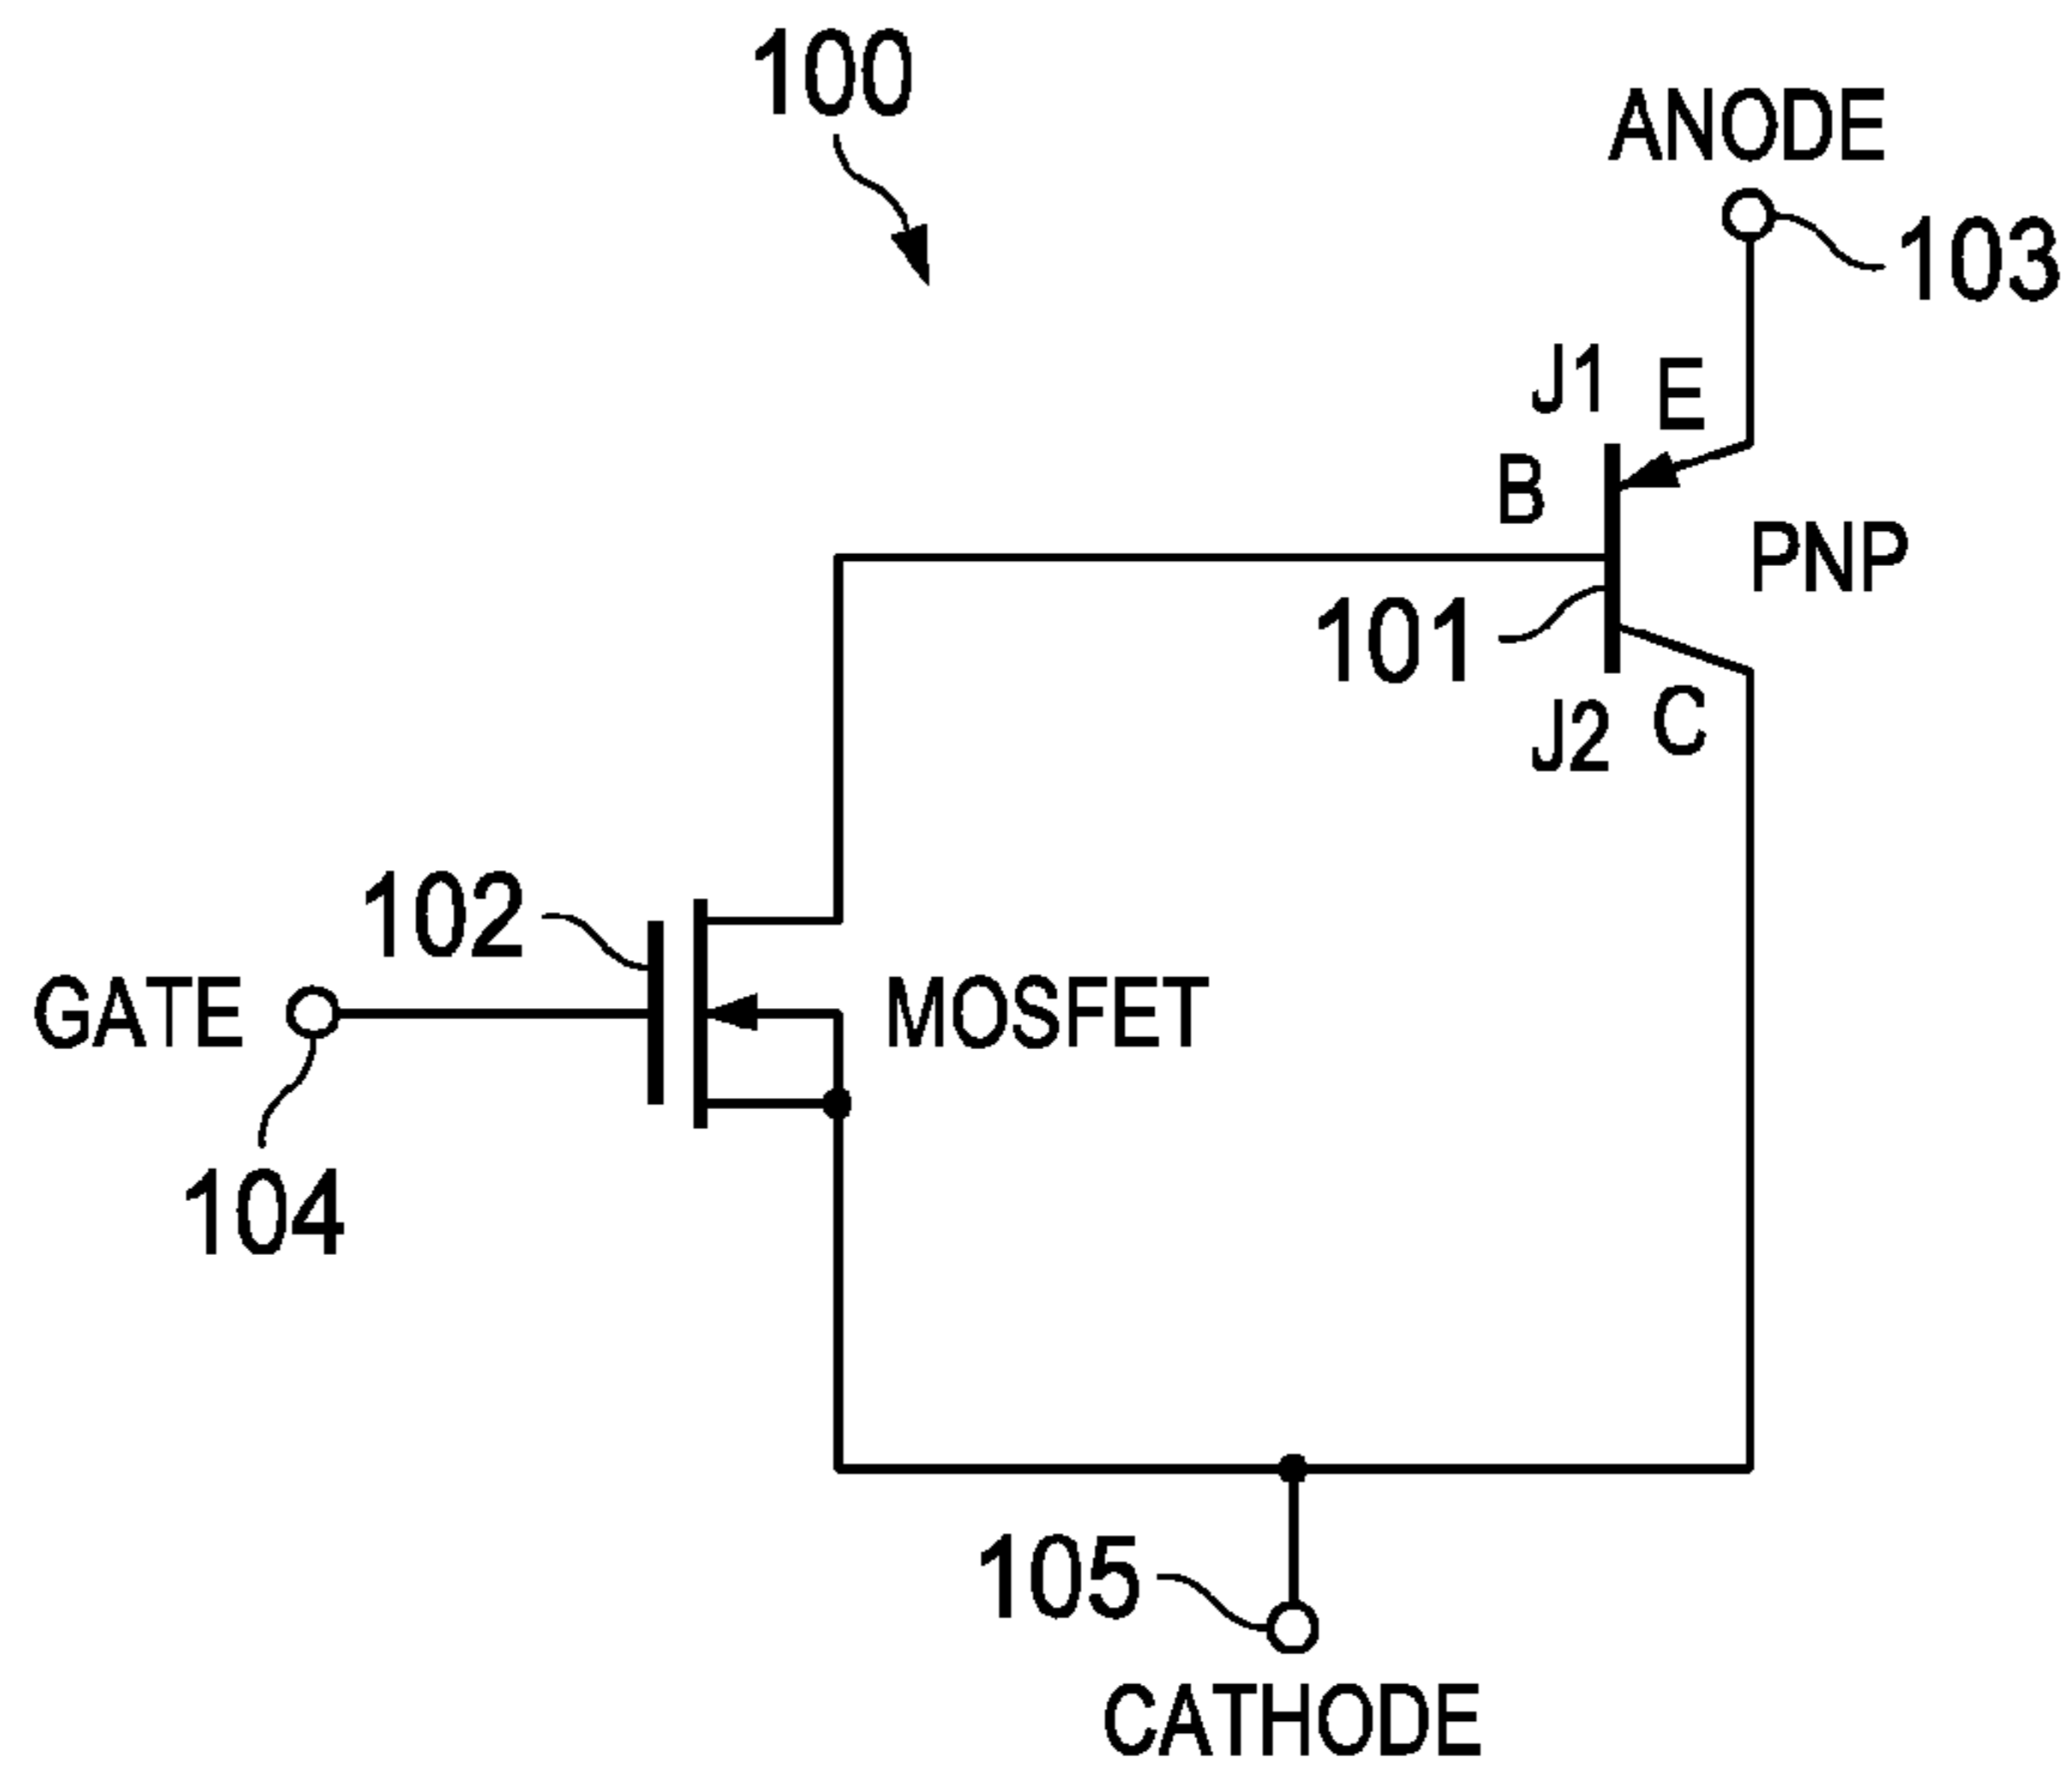 100
ANODE
103
J1
E
B
PNP
101
J2
C
102
GATE
MOSFET
104
105
CATHODE